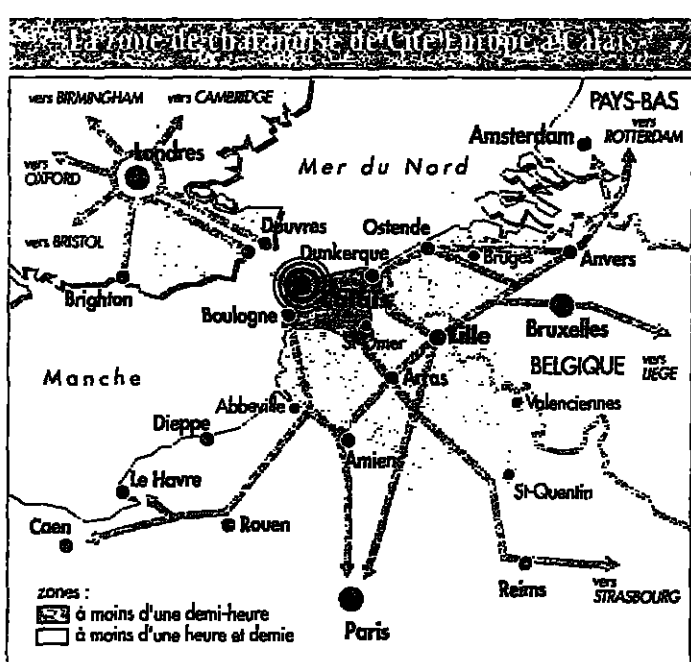 La zone de chalandise de Cité Europe à Calais
vers BIRMINGHAM
vers CAMBRIDGE
PAYS-BAS
vers
ROTTERDAM
Amsterdam
Londres
Mer du Nord
vers
OXFORD
vers BRISTOL
Douvres
Ostende
Dunkerque
Bruges
Anvers
Brighton
Calais
Boulogne
Lille
Bruxelles
St-Omer
BELGIQUE
vers
LIEGE
Manche
Arras
Abbeville
Valenciennes
Dieppe
Amiens
Le Havre
St-Quentin
Caen
Rouen
Reims
vers
STRASBOURG
Paris
zones :
à moins d'une demi-heure
à moins d'une heure et demie